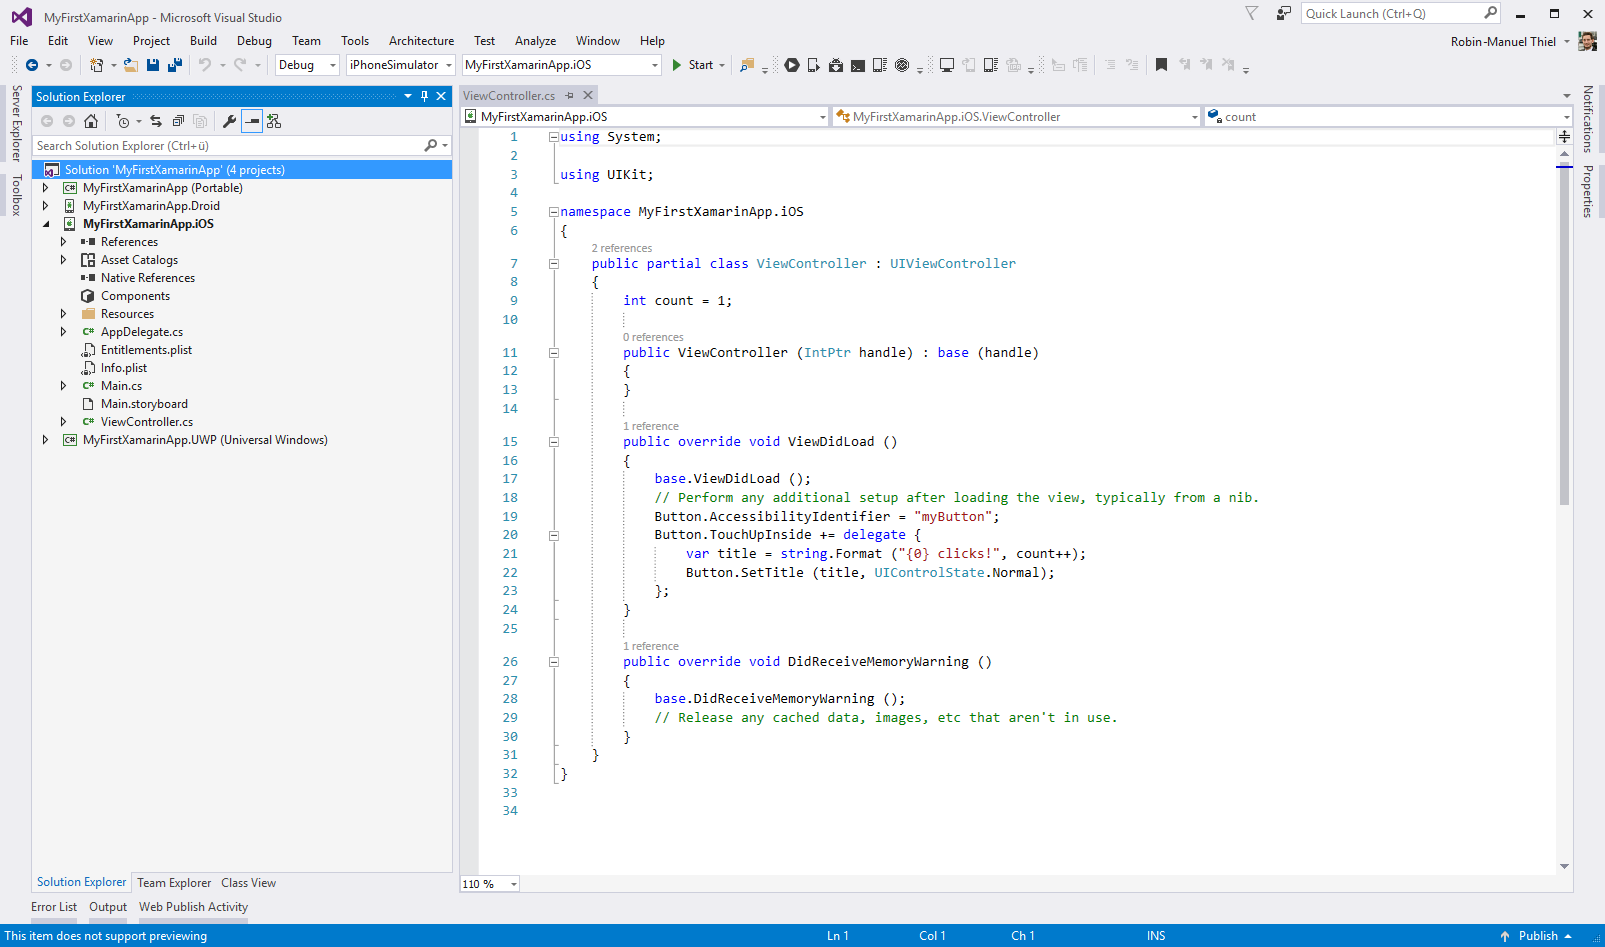 MyFirstXamarinApp - Microsoft Visual Studio
Quick Launch (Ctrl+Q)
File Edit View Project Build Debug Team Tools Architecture Test Analyze Window Help
Robin-Manuel Thiel
Debug iPhoneSimulator MyFirstXamarinApp.iOS Start
Server Explorer
Toolbox
Solution Explorer
Search Solution Explorer (Ctrl+ü)
Solution 'MyFirstXamarinApp' (4 projects)
C# MyFirstXamarinApp (Portable)
MyFirstXamarinApp.Droid
MyFirstXamarinApp.iOS
References
Asset Catalogs
Native References
Components
Resources
C# AppDelegate.cs
Entitlements.plist
Info.plist
C# Main.cs
Main.storyboard
C# ViewController.cs
C# MyFirstXamarinApp.UWP (Universal Windows)
Solution Explorer Team Explorer Class View
ViewController.cs
MyFirstXamarinApp.iOS MyFirstXamarinApp.iOS.ViewController count
1 using System;
2
3 using UIKit;
4
5 namespace MyFirstXamarinApp.iOS
6 {
2 references
7 public partial class ViewController : UIViewController
8 {
9 int count = 1;
10
0 references
11 public ViewController (IntPtr handle) : base (handle)
12 {
13 }
14
1 reference
15 public override void ViewDidLoad ()
16 {
17 base.ViewDidLoad ();
18 // Perform any additional setup after loading the view, typically from a nib.
19 Button.AccessibilityIdentifier = "myButton";
20 Button.TouchUpInside += delegate {
21 var title = string.Format ("{0} clicks!", count++);
22 Button.SetTitle (title, UIControlState.Normal);
23 };
24 }
25
1 reference
26 public override void DidReceiveMemoryWarning ()
27 {
28 base.DidReceiveMemoryWarning ();
29 // Release any cached data, images, etc that aren't in use.
30 }
31 }
32 }
33
34
110 %
Notifications
Properties
Error List Output Web Publish Activity
This item does not support previewing Ln 1 Col 1 Ch 1 INS Publish